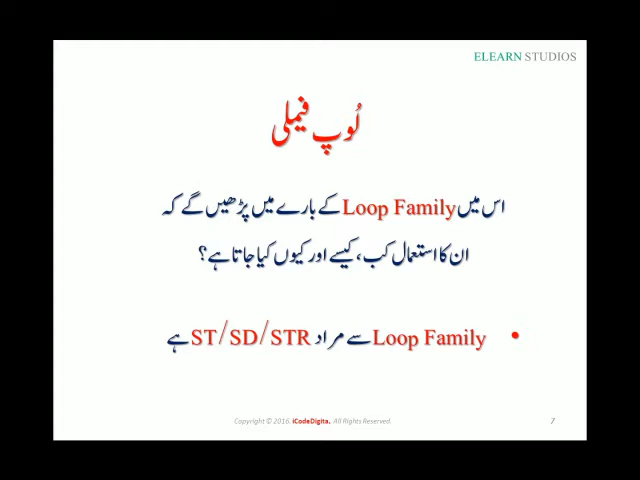 ELEARN STUDIOS
لُوپ فیملی
اس میں Loop Family کے بارے میں پڑھیں گے کہ
ان کا استعمال کب، کیسے اور کیوں کیا جاتا ہے؟
• Loop Family سے مراد ST/SD/STR ہے
Copyright © 2016. iCodeDigita. All Rights Reserved.
7